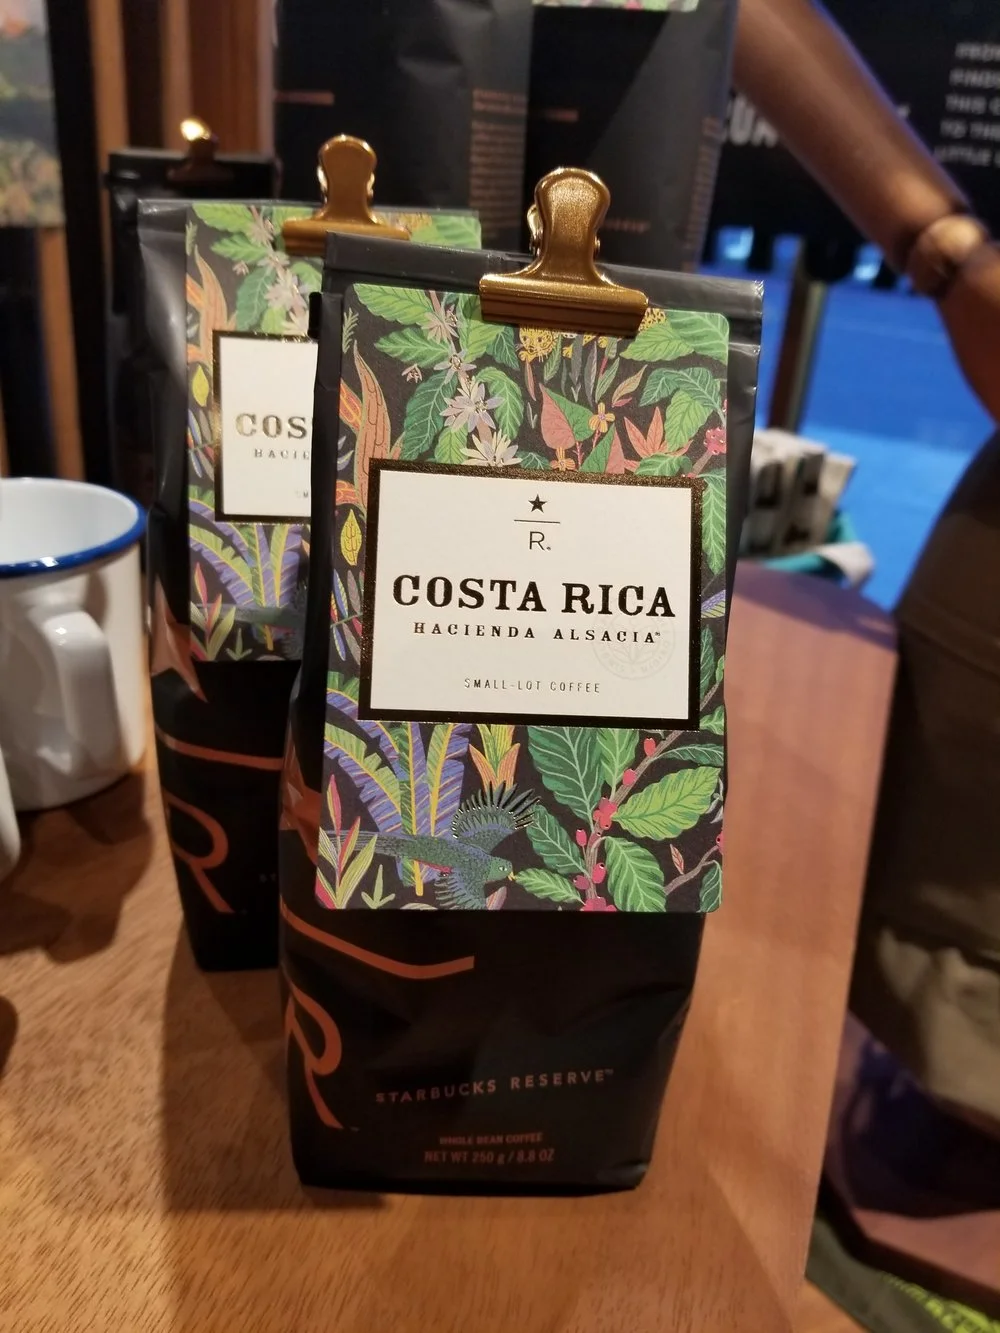 R.
COSTA RICA
HACIENDA ALSACIA®
SMALL-LOT COFFEE
R
STARBUCKS RESERVE™
WHOLE BEAN COFFEE
NET WT 250 g / 8.8 OZ
COS
HACIE
R